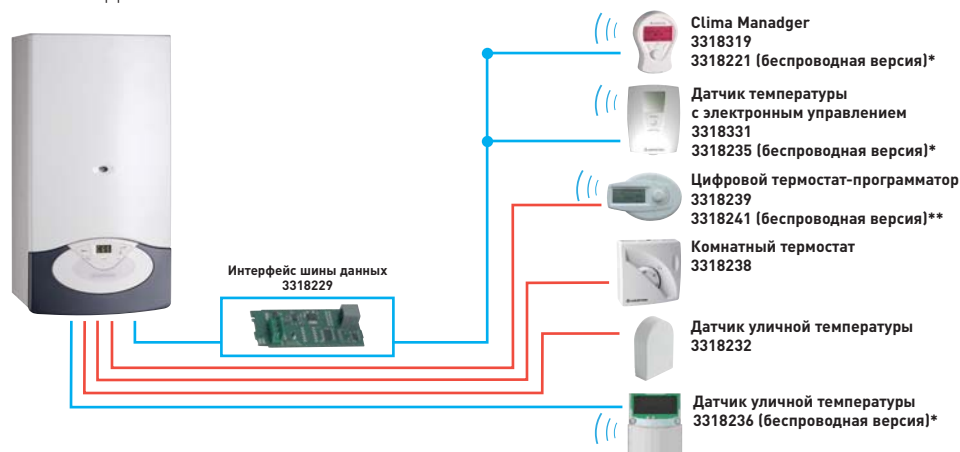 Clima Manadger
3318319
3318221 (беспроводная версия)*
Датчик температуры
с электронным управлением
3318331
3318235 (беспроводная версия)*
Цифровой термостат-программатор
3318239
3318241 (беспроводная версия)**
Комнатный термостат
3318238
Интерфейс шины данных
3318229
Датчик уличной температуры
3318232
Датчик уличной температуры
3318236 (беспроводная версия)*